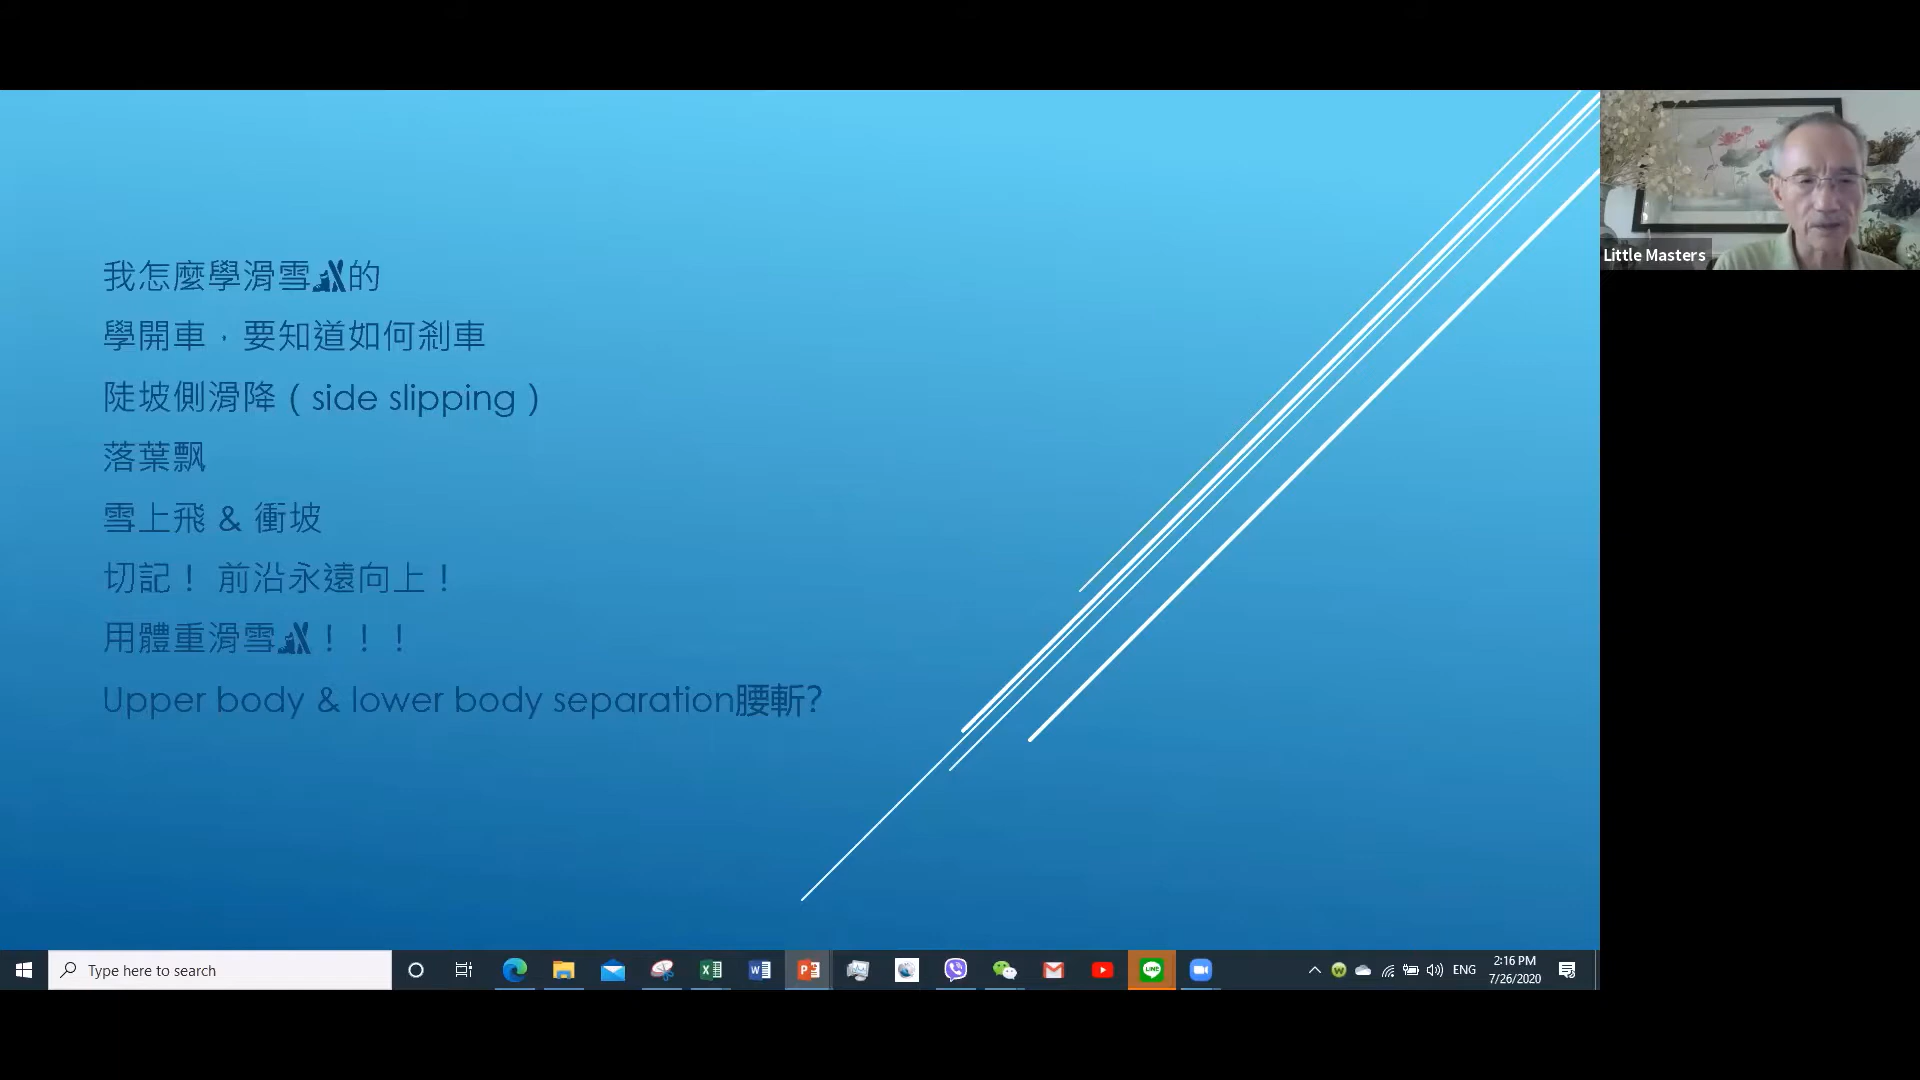 我怎麼學滑雪🎿的
學開車，要知道如何剎車
陡坡側滑降 ( side slipping )
落葉飄
雪上飛 & 衝坡
切記！ 前沿永遠向上！
用體重滑雪🎿！！！
Upper body & lower body separation腰斬?
Little Masters
Type here to search
ENG
2:16 PM
7/26/2020